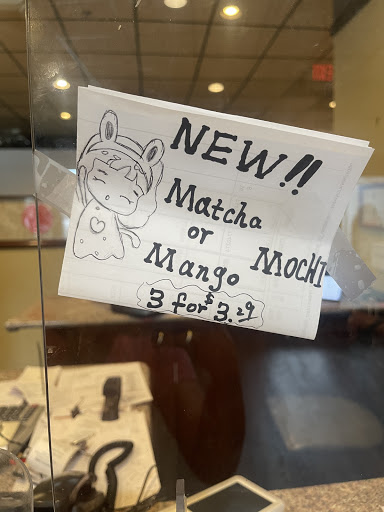 NEW!!
Matcha
or
Mango MOCHI
3 for $3.29